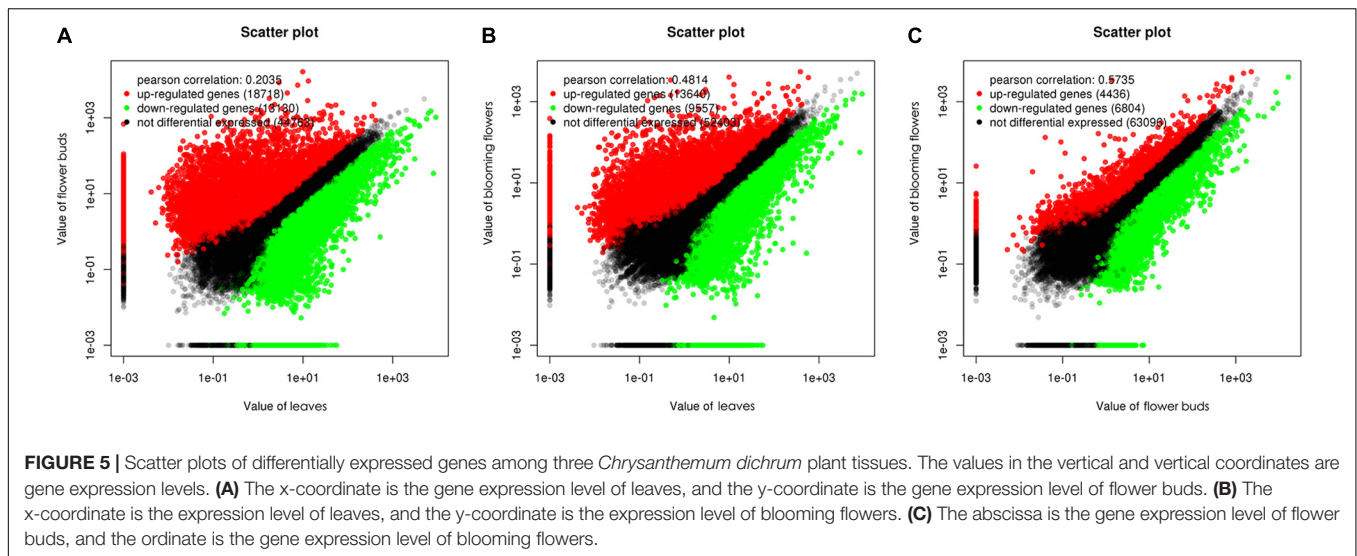 A
Scatter plot
pearson correlation: 0.2035
up-regulated genes (18718)
down-regulated genes (13130)
not differential expressed (44763)
Value of flower buds
1e+03
1e+01
1e-01
1e-03
1e-03
1e-01
1e+01
1e+03
Value of leaves
B
Scatter plot
pearson correlation: 0.4814
up-regulated genes (13640)
down-regulated genes (9557)
not differential expressed (52403)
Value of blooming flowers
1e+03
1e+01
1e-01
1e-03
1e-03
1e-01
1e+01
1e+03
Value of leaves
C
Scatter plot
pearson correlation: 0.5735
up-regulated genes (4436)
down-regulated genes (6804)
not differential expressed (63096)
Value of blooming flowers
1e+03
1e+01
1e-01
1e-03
1e-03
1e-01
1e+01
1e+03
Value of flower buds
FIGURE 5 | Scatter plots of differentially expressed genes among three Chrysanthemum dichrum plant tissues. The values in the vertical and vertical coordinates are
gene expression levels. (A) The x-coordinate is the gene expression level of leaves, and the y-coordinate is the gene expression level of flower buds. (B) The
x-coordinate is the expression level of leaves, and the y-coordinate is the expression level of blooming flowers. (C) The abscissa is the gene expression level of flower
buds, and the ordinate is the gene expression level of blooming flowers.